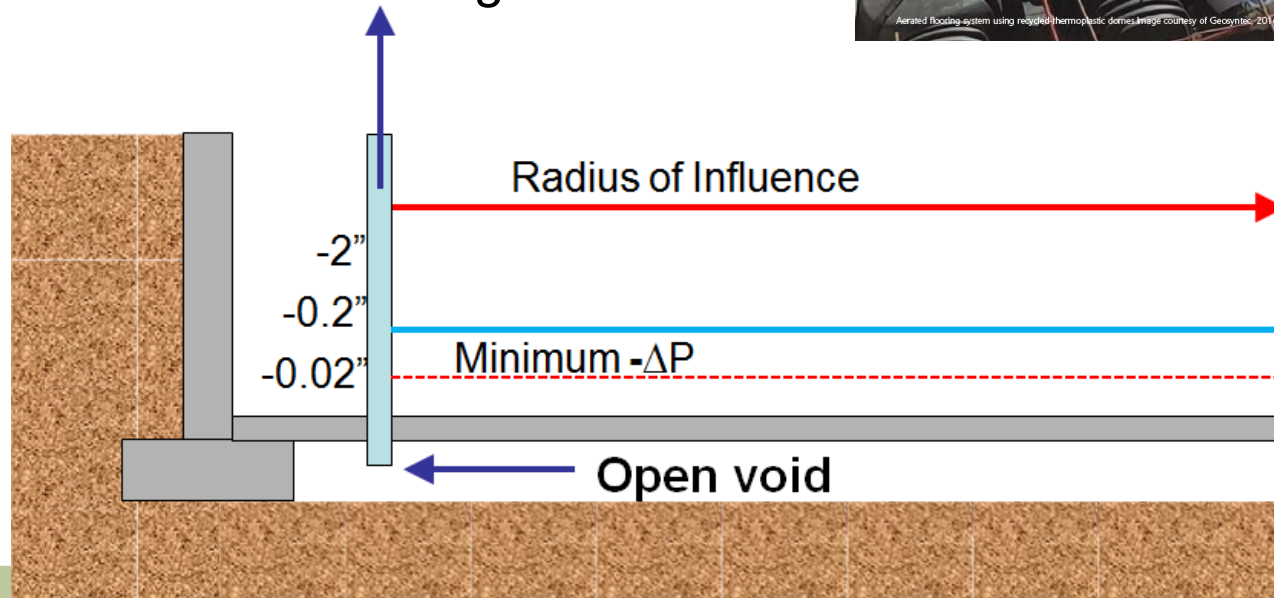 Aerated flooring system using recycled-thermoplastic domes.Image courtesy of Geosyntec,
Radius of Influence
-2”
-0.2”
Minimum -ΔP
-0.02”
Open void